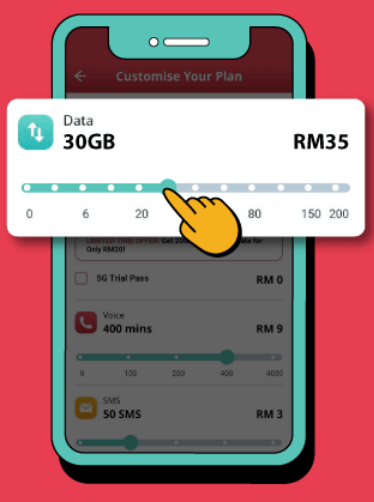 Customise Your Plan
Data
30GB
RM35
0 6 20 80 150 200
LIMITED TIME OFFER: Get
ta for
Only RM20!
5G Trial Pass
RM 0
Voice
400 mins
RM 9
0 100 200 400 4000
SMS
50 SMS
RM 3